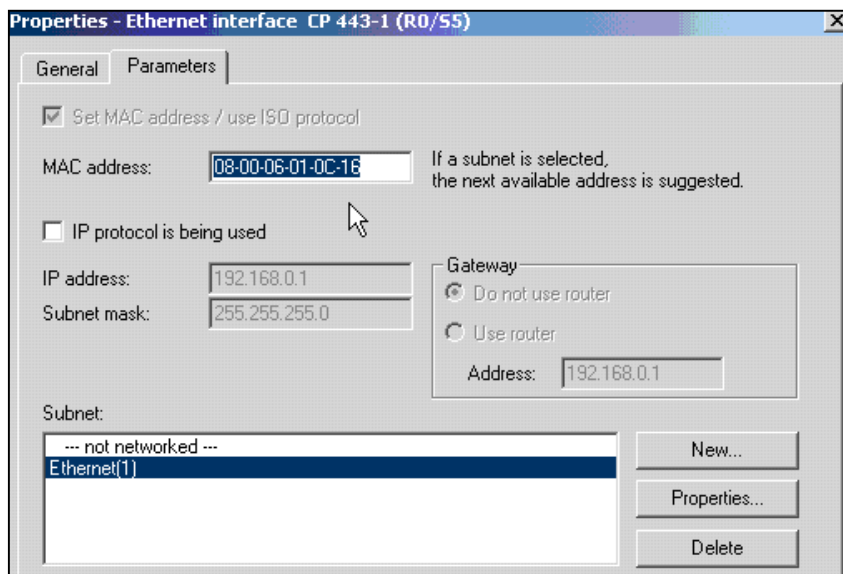 Properties - Ethernet interface CP 443-1 (R0/S5)
General
Parameters
Set MAC address / use ISO protocol
MAC address:
08-00-06-01-0C-16
If a subnet is selected,
the next available address is suggested.
IP protocol is being used
IP address:
192.168.0.1
Subnet mask:
255.255.255.0
Gateway
Do not use router
Use router
Address:
192.168.0.1
Subnet:
--- not networked ---
Ethernet(1)
New...
Properties...
Delete